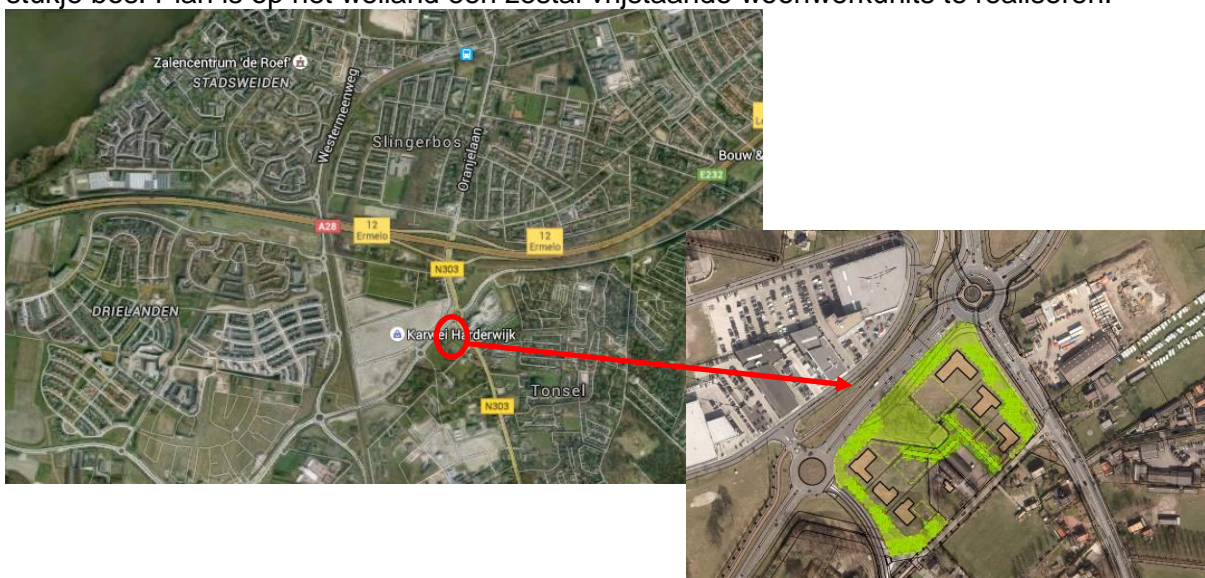 stukje bos. Plan is op het weiland een zestal vrijstaande woonwerkunits te realiseren.
Zalencentrum 'de Roef'
STADSWEIDEN
Westermeenweg
Slingerbos
Oranjelaan
Bouw &
E232
A28
12
Ermelo
12
Ermelo
N303
DRIELANDEN
Karwei Harderwijk
Tonsel
N303